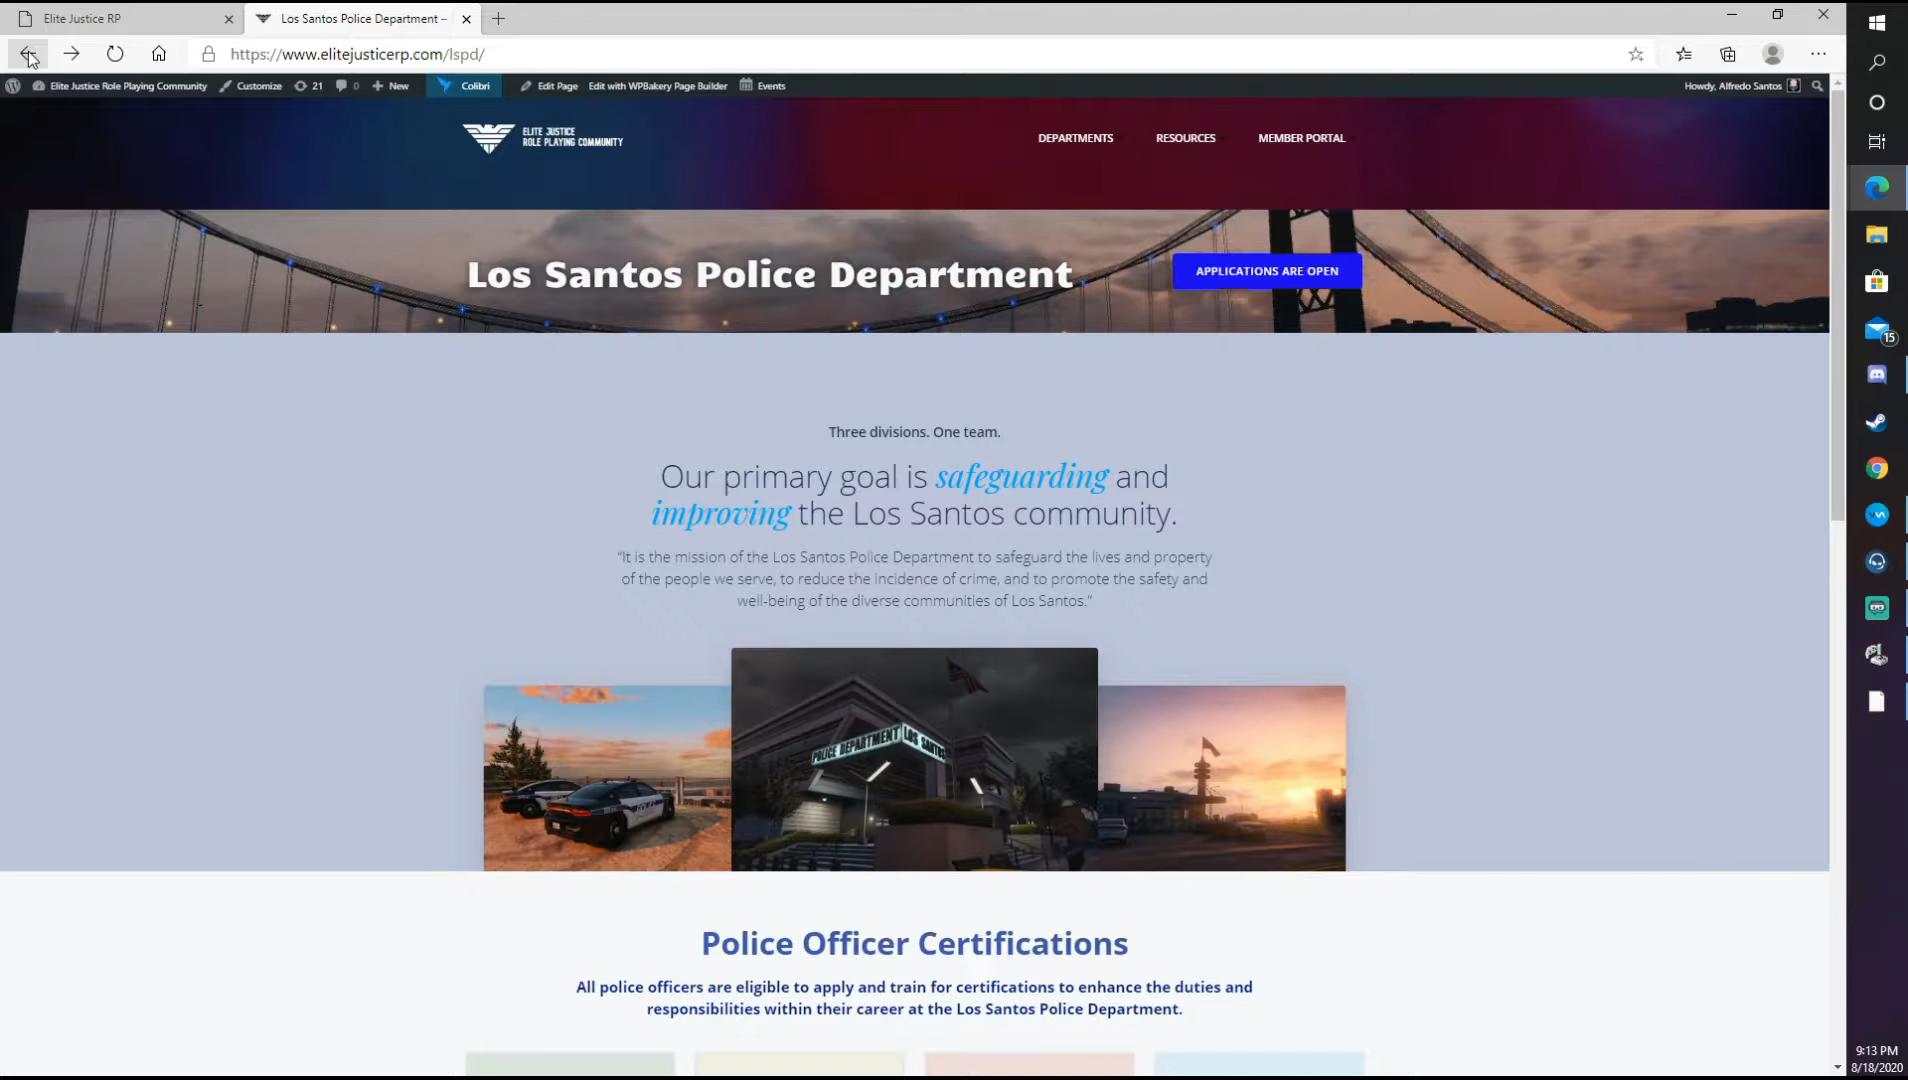 Elite Justice RP
Los Santos Police Department –
https://www.elitejusticerp.com/lspd/
Elite Justice Role Playing Community
Customize
21
0
New
Colibri
Edit Page
Edit with WPBakery Page Builder
Events
Howdy, Alfredo Santos
ELITE JUSTICE
ROLE PLAYING COMMUNITY
DEPARTMENTS
RESOURCES
MEMBER PORTAL
Los Santos Police Department
APPLICATIONS ARE OPEN
Three divisions. One team.
Our primary goal is safeguarding and
improving the Los Santos community.
“It is the mission of the Los Santos Police Department to safeguard the lives and property
of the people we serve, to reduce the incidence of crime, and to promote the safety and
well-being of the diverse communities of Los Santos.”
POLICE DEPARTMENT LOS SANTOS
Police Officer Certifications
All police officers are eligible to apply and train for certifications to enhance the duties and
responsibilities within their career at the Los Santos Police Department.
15
9:13 PM
8/18/2020